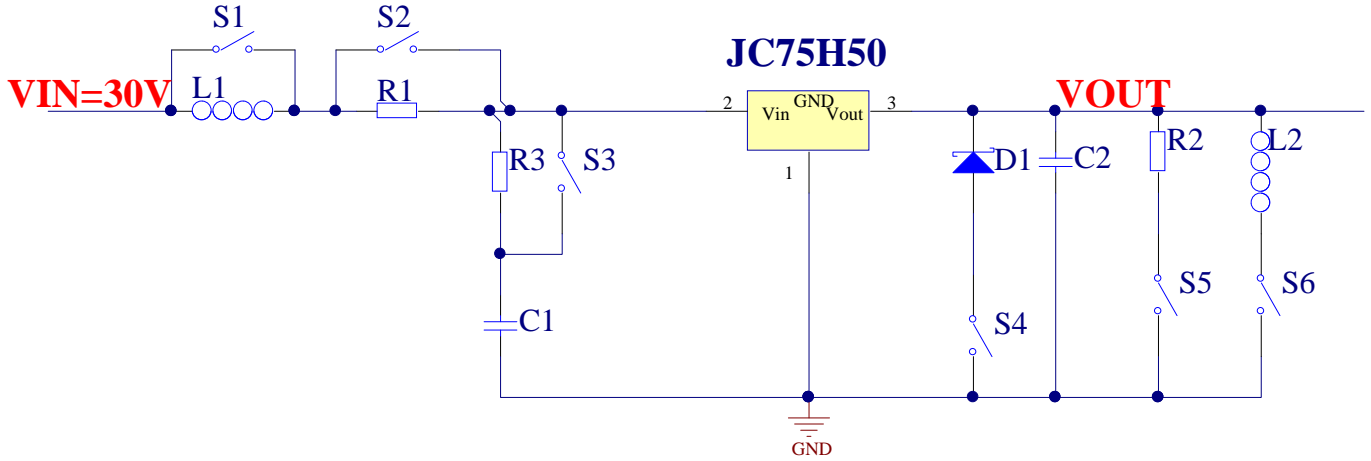 S1
S2
JC75H50
VIN=30V
L1
R1
2
Vin
GND
Vout
3
VOUT
R3
S3
1
D1
C2
R2
L2
C1
S4
S5
S6
GND